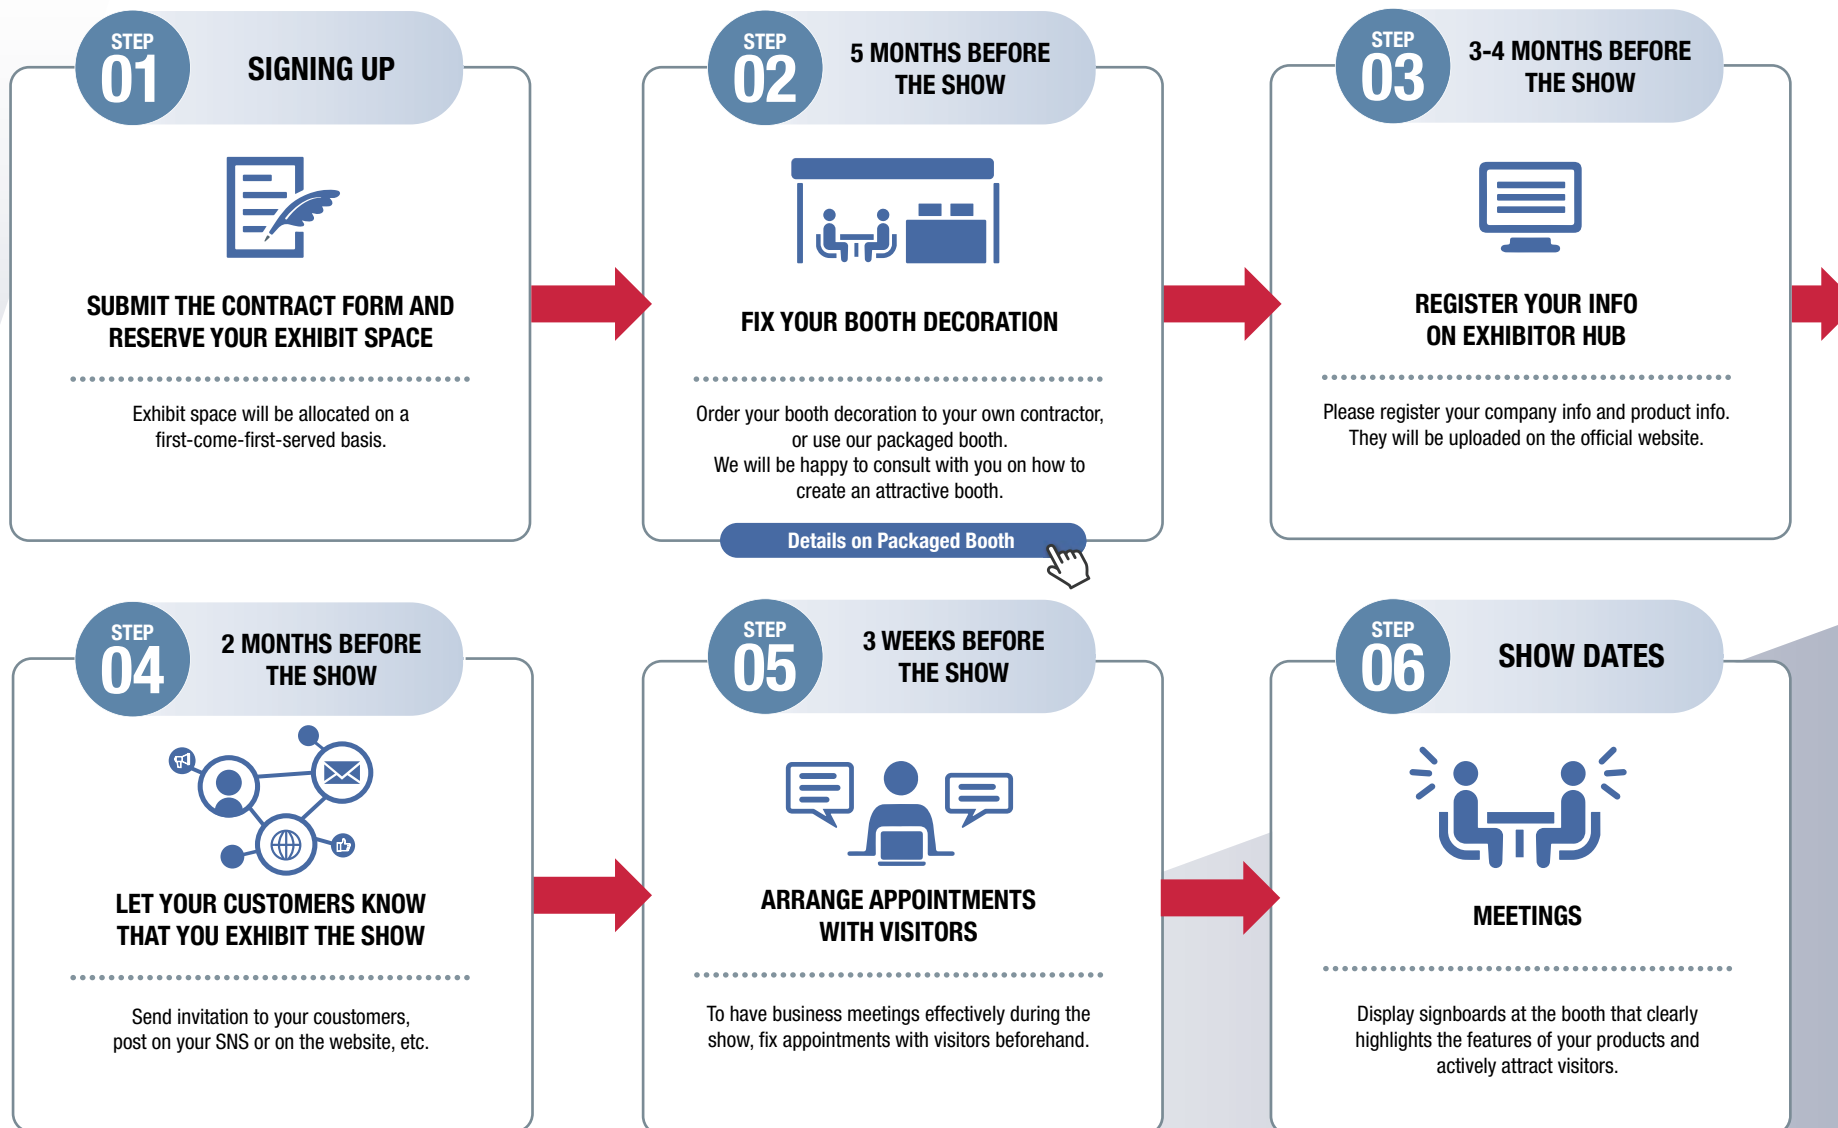 STEP
01
SIGNING UP
SUBMIT THE CONTRACT FORM AND
RESERVE YOUR EXHIBIT SPACE
Exhibit space will be allocated on a
first-come-first-served basis.
STEP
02
5 MONTHS BEFORE
THE SHOW
FIX YOUR BOOTH DECORATION
Order your booth decoration to your own contractor,
or use our packaged booth.
We will be happy to consult with you on how to
create an attractive booth.
Details on Packaged Booth
STEP
03
3-4 MONTHS BEFORE
THE SHOW
REGISTER YOUR INFO
ON EXHIBITOR HUB
Please register your company info and product info.
They will be uploaded on the official website.
STEP
04
2 MONTHS BEFORE
THE SHOW
LET YOUR CUSTOMERS KNOW
THAT YOU EXHIBIT THE SHOW
Send invitation to your coustomers,
post on your SNS or on the website, etc.
STEP
05
3 WEEKS BEFORE
THE SHOW
ARRANGE APPOINTMENTS
WITH VISITORS
To have business meetings effectively during the
show, fix appointments with visitors beforehand.
STEP
06
SHOW DATES
MEETINGS
Display signboards at the booth that clearly
highlights the features of your products and
actively attract visitors.